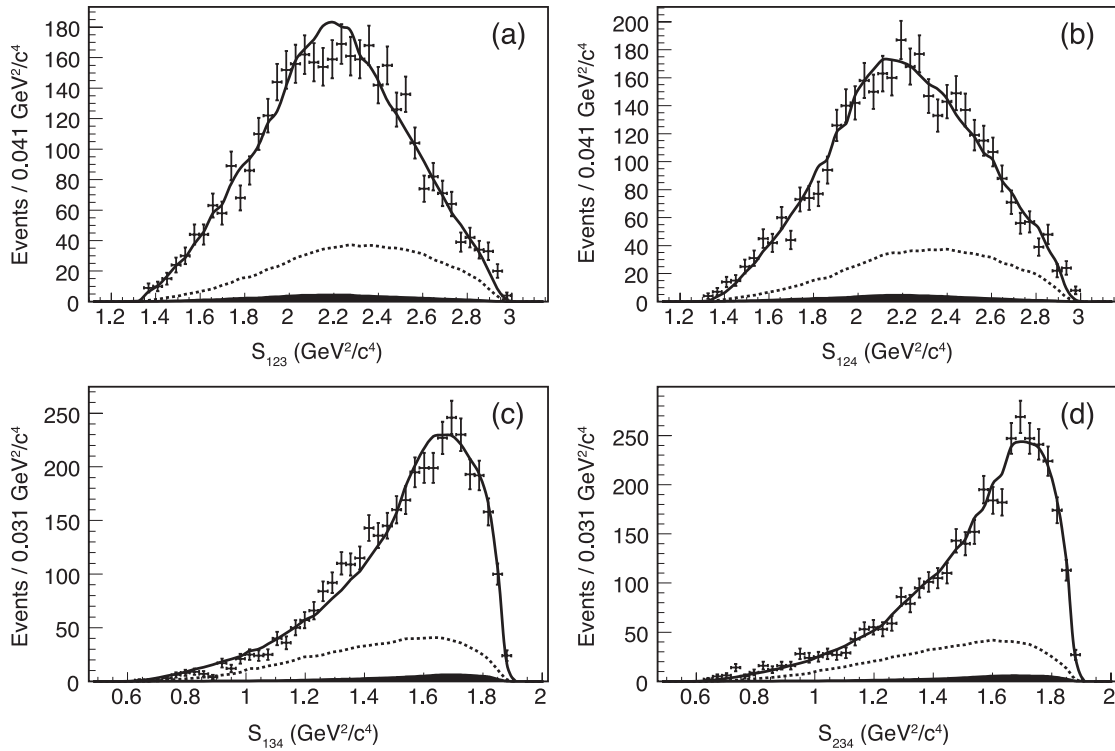 (a)
Events / 0.041 GeV²/c⁴
180
160
140
120
100
80
60
40
20
0
1.2 1.4 1.6 1.8 2 2.2 2.4 2.6 2.8 3
S₁₂₃ (GeV²/c⁴)
(b)
Events / 0.041 GeV²/c⁴
200
180
160
140
120
100
80
60
40
20
0
1.2 1.4 1.6 1.8 2 2.2 2.4 2.6 2.8 3
S₁₂₄ (GeV²/c⁴)
(c)
Events / 0.031 GeV²/c⁴
250
200
150
100
50
0
0.6 0.8 1 1.2 1.4 1.6 1.8 2
S₁₃₄ (GeV²/c⁴)
(d)
Events / 0.031 GeV²/c⁴
250
200
150
100
50
0
0.6 0.8 1 1.2 1.4 1.6 1.8 2
S₂₃₄ (GeV²/c⁴)